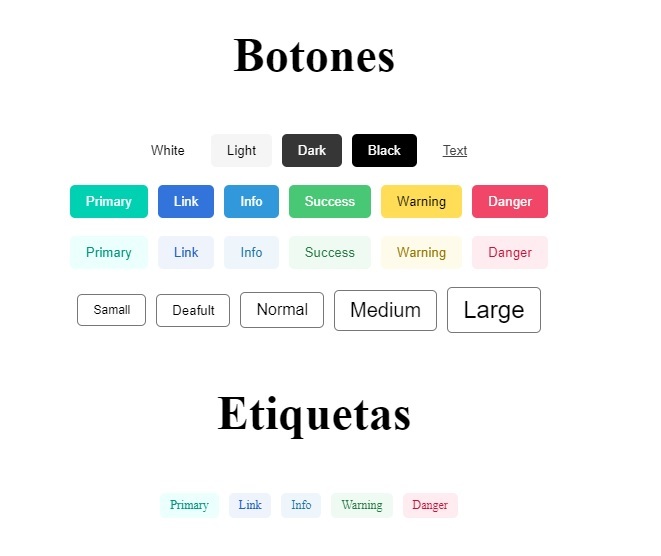 Botones
White Light Dark Black Text
Primary Link Info Success Warning Danger
Primary Link Info Success Warning Danger
Samall Deafult Normal Medium Large
Etiquetas
Primary Link Info Warning Danger